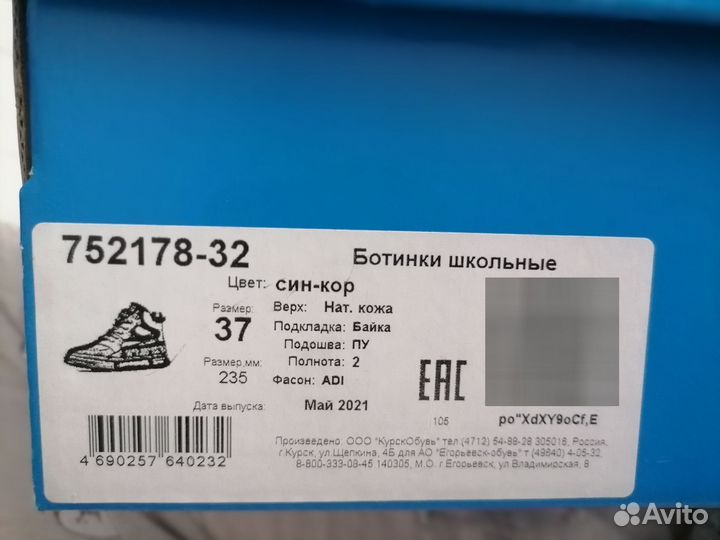 752178-32
Ботинки школьные
Цвет: син-кор
Размер:
37
Размер,мм:
235
Верх: Нат. кожа
Подкладка: Байка
Подошва: ПУ
Полнота: 2
Фасон: ADI
Дата выпуска: Май 2021
EAC
105
po"XdXY9oCf,E
4 690257 640232
Произведено: ООО "КурскОбувь" тел (4712) 54-88-28 305016, Россия,
г.Курск, ул.Щепкина, 4Б для АО "Егорьевск-обувь" т (49640) 4-05-32,
8-800-333-08-45 140305, М.О. г.Егорьевск, ул.Владимирская, 8
Avito